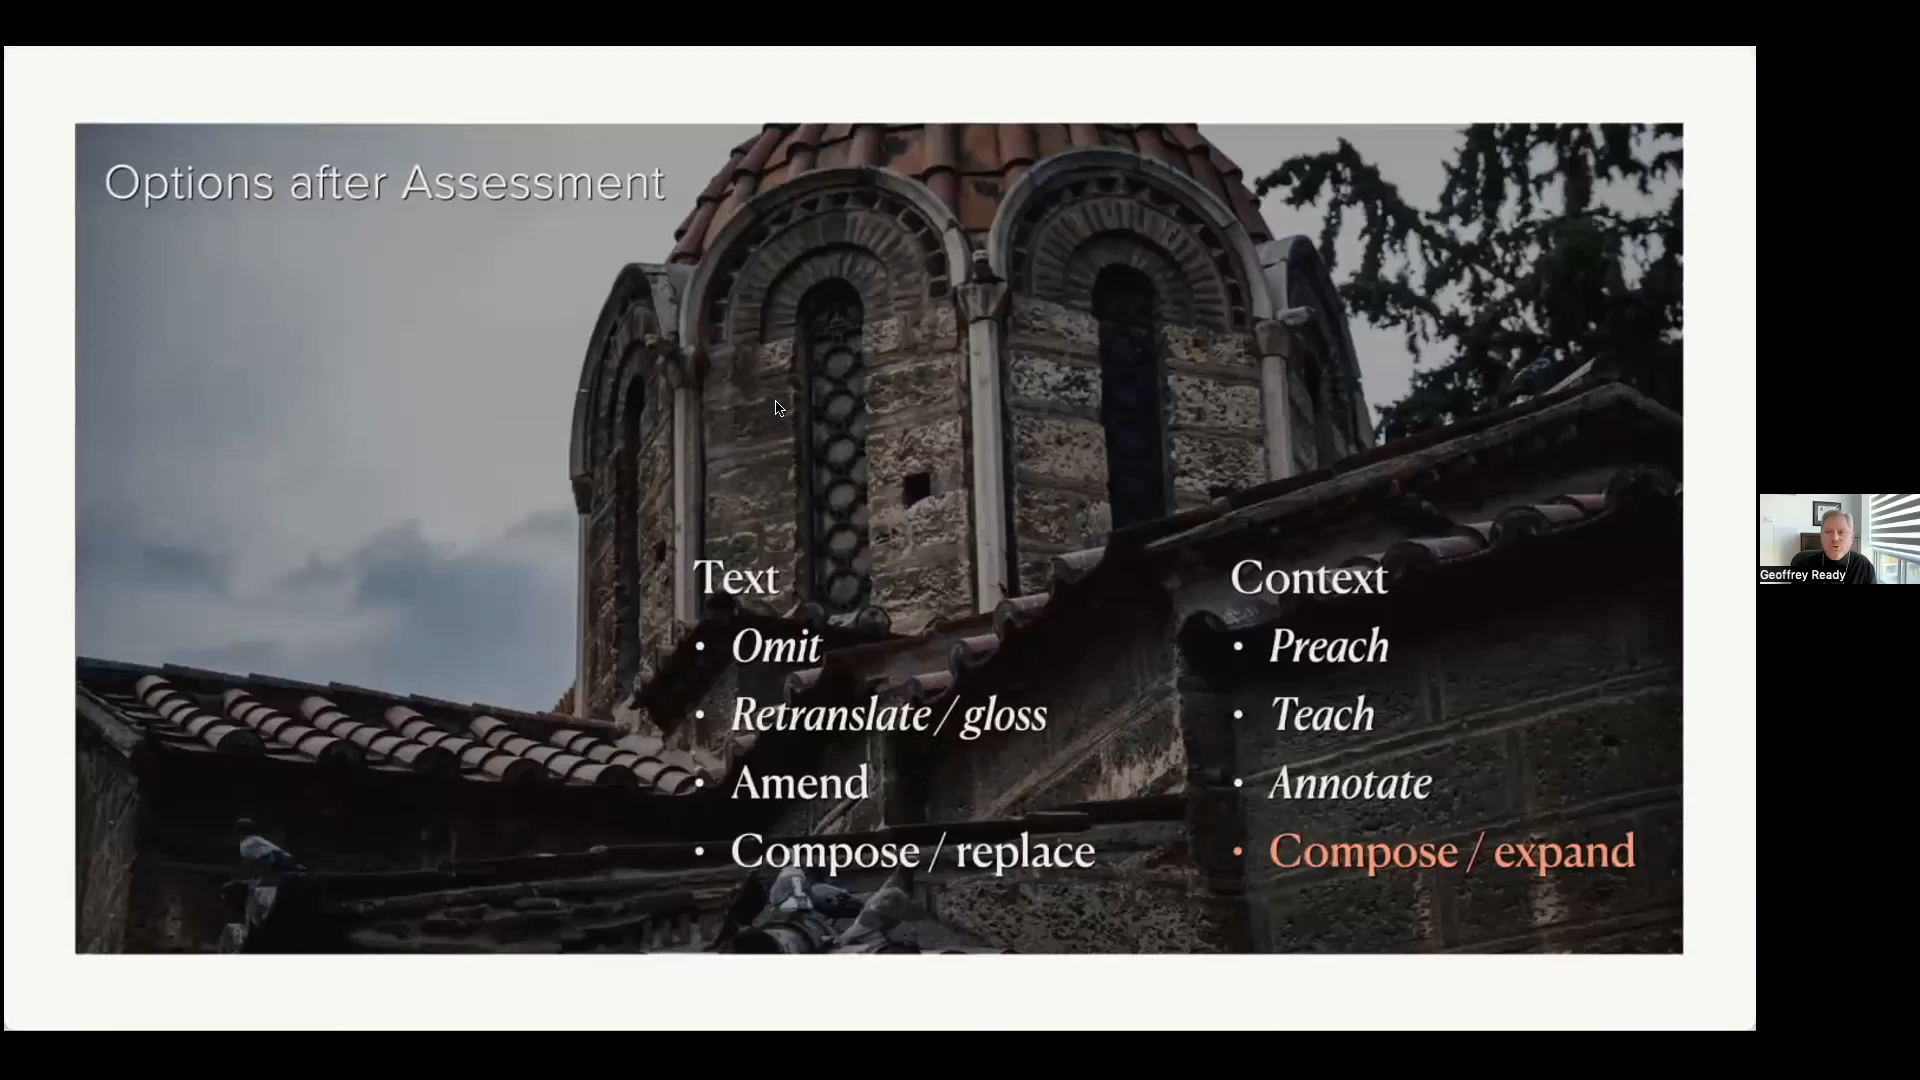 Options after Assessment
Text
• Omit
• Retranslate / gloss
• Amend
• Compose / replace
Context
• Preach
• Teach
• Annotate
• Compose / expand
Geoffrey Ready